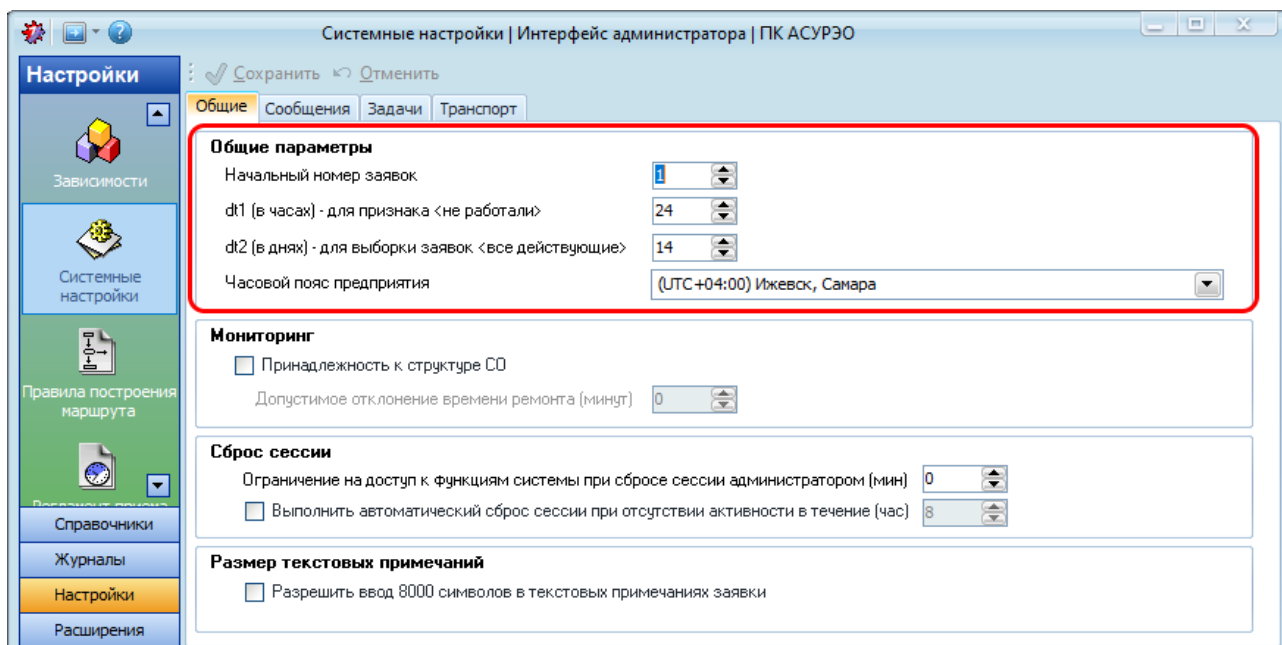 Системные настройки | Интерфейс администратора | ПК АСУРЭО
Настройки
Сохранить Отменить
Общие Сообщения Задачи Транспорт
Зависимости
Системные
настройки
Правила построения
маршрута
Справочники
Журналы
Настройки
Расширения
Общие параметры
Начальный номер заявок 1
dt1 (в часах) - для признака <не работали> 24
dt2 (в днях) - для выборки заявок <все действующие> 14
Часовой пояс предприятия (UTC+04:00) Ижевск, Самара
Мониторинг
Принадлежность к структуре СО
Допустимое отклонение времени ремонта (минут) 0
Сброс сессии
Ограничение на доступ к функциям системы при сбросе сессии администратором (мин) 0
Выполнить автоматический сброс сессии при отсутствии активности в течение (час) 8
Размер текстовых примечаний
Разрешить ввод 8000 символов в текстовых примечаниях заявки